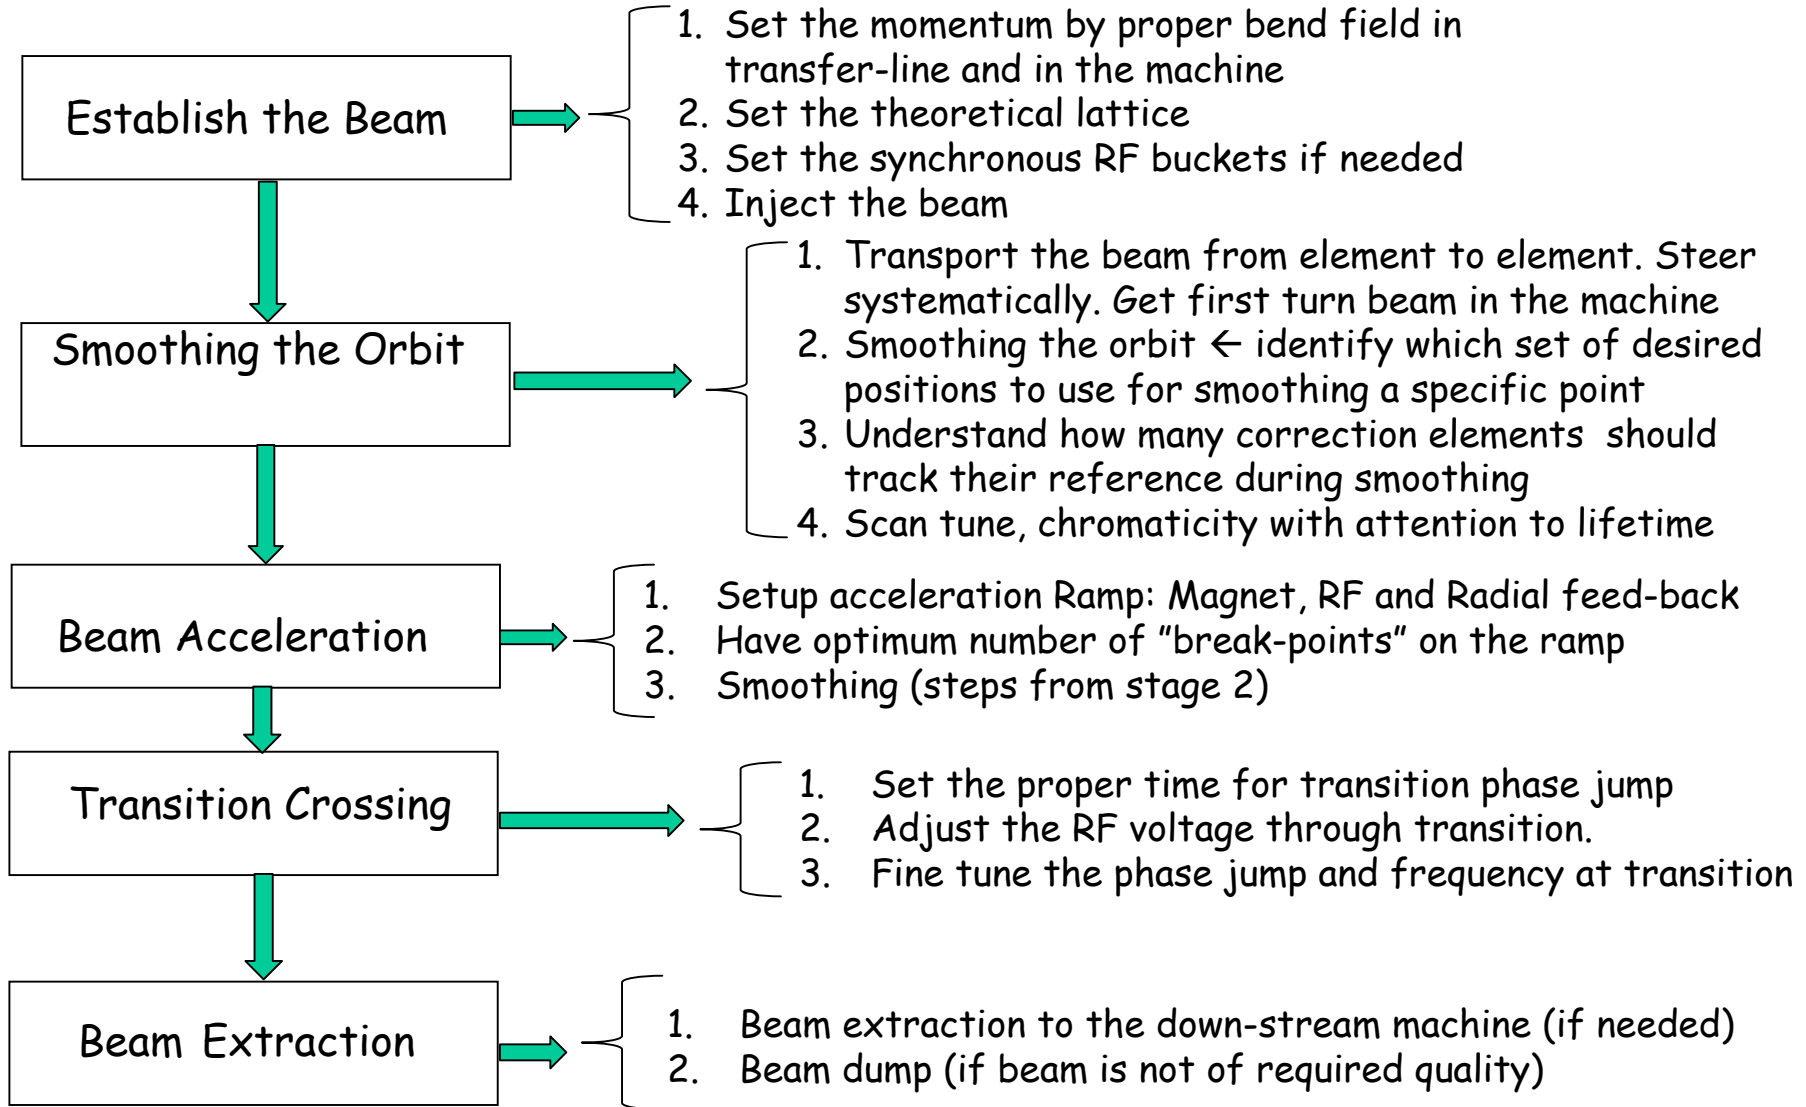 Establish the Beam
1. Set the momentum by proper bend field in
transfer-line and in the machine
2. Set the theoretical lattice
3. Set the synchronous RF buckets if needed
4. Inject the beam
Smoothing the Orbit
1. Transport the beam from element to element. Steer
systematically. Get first turn beam in the machine
2. Smoothing the orbit ← identify which set of desired
positions to use for smoothing a specific point
3. Understand how many correction elements should
track their reference during smoothing
4. Scan tune, chromaticity with attention to lifetime
Beam Acceleration
1. Setup acceleration Ramp: Magnet, RF and Radial feed-back
2. Have optimum number of ”break-points” on the ramp
3. Smoothing (steps from stage 2)
Transition Crossing
1. Set the proper time for transition phase jump
2. Adjust the RF voltage through transition.
3. Fine tune the phase jump and frequency at transition
Beam Extraction
1. Beam extraction to the down-stream machine (if needed)
2. Beam dump (if beam is not of required quality)